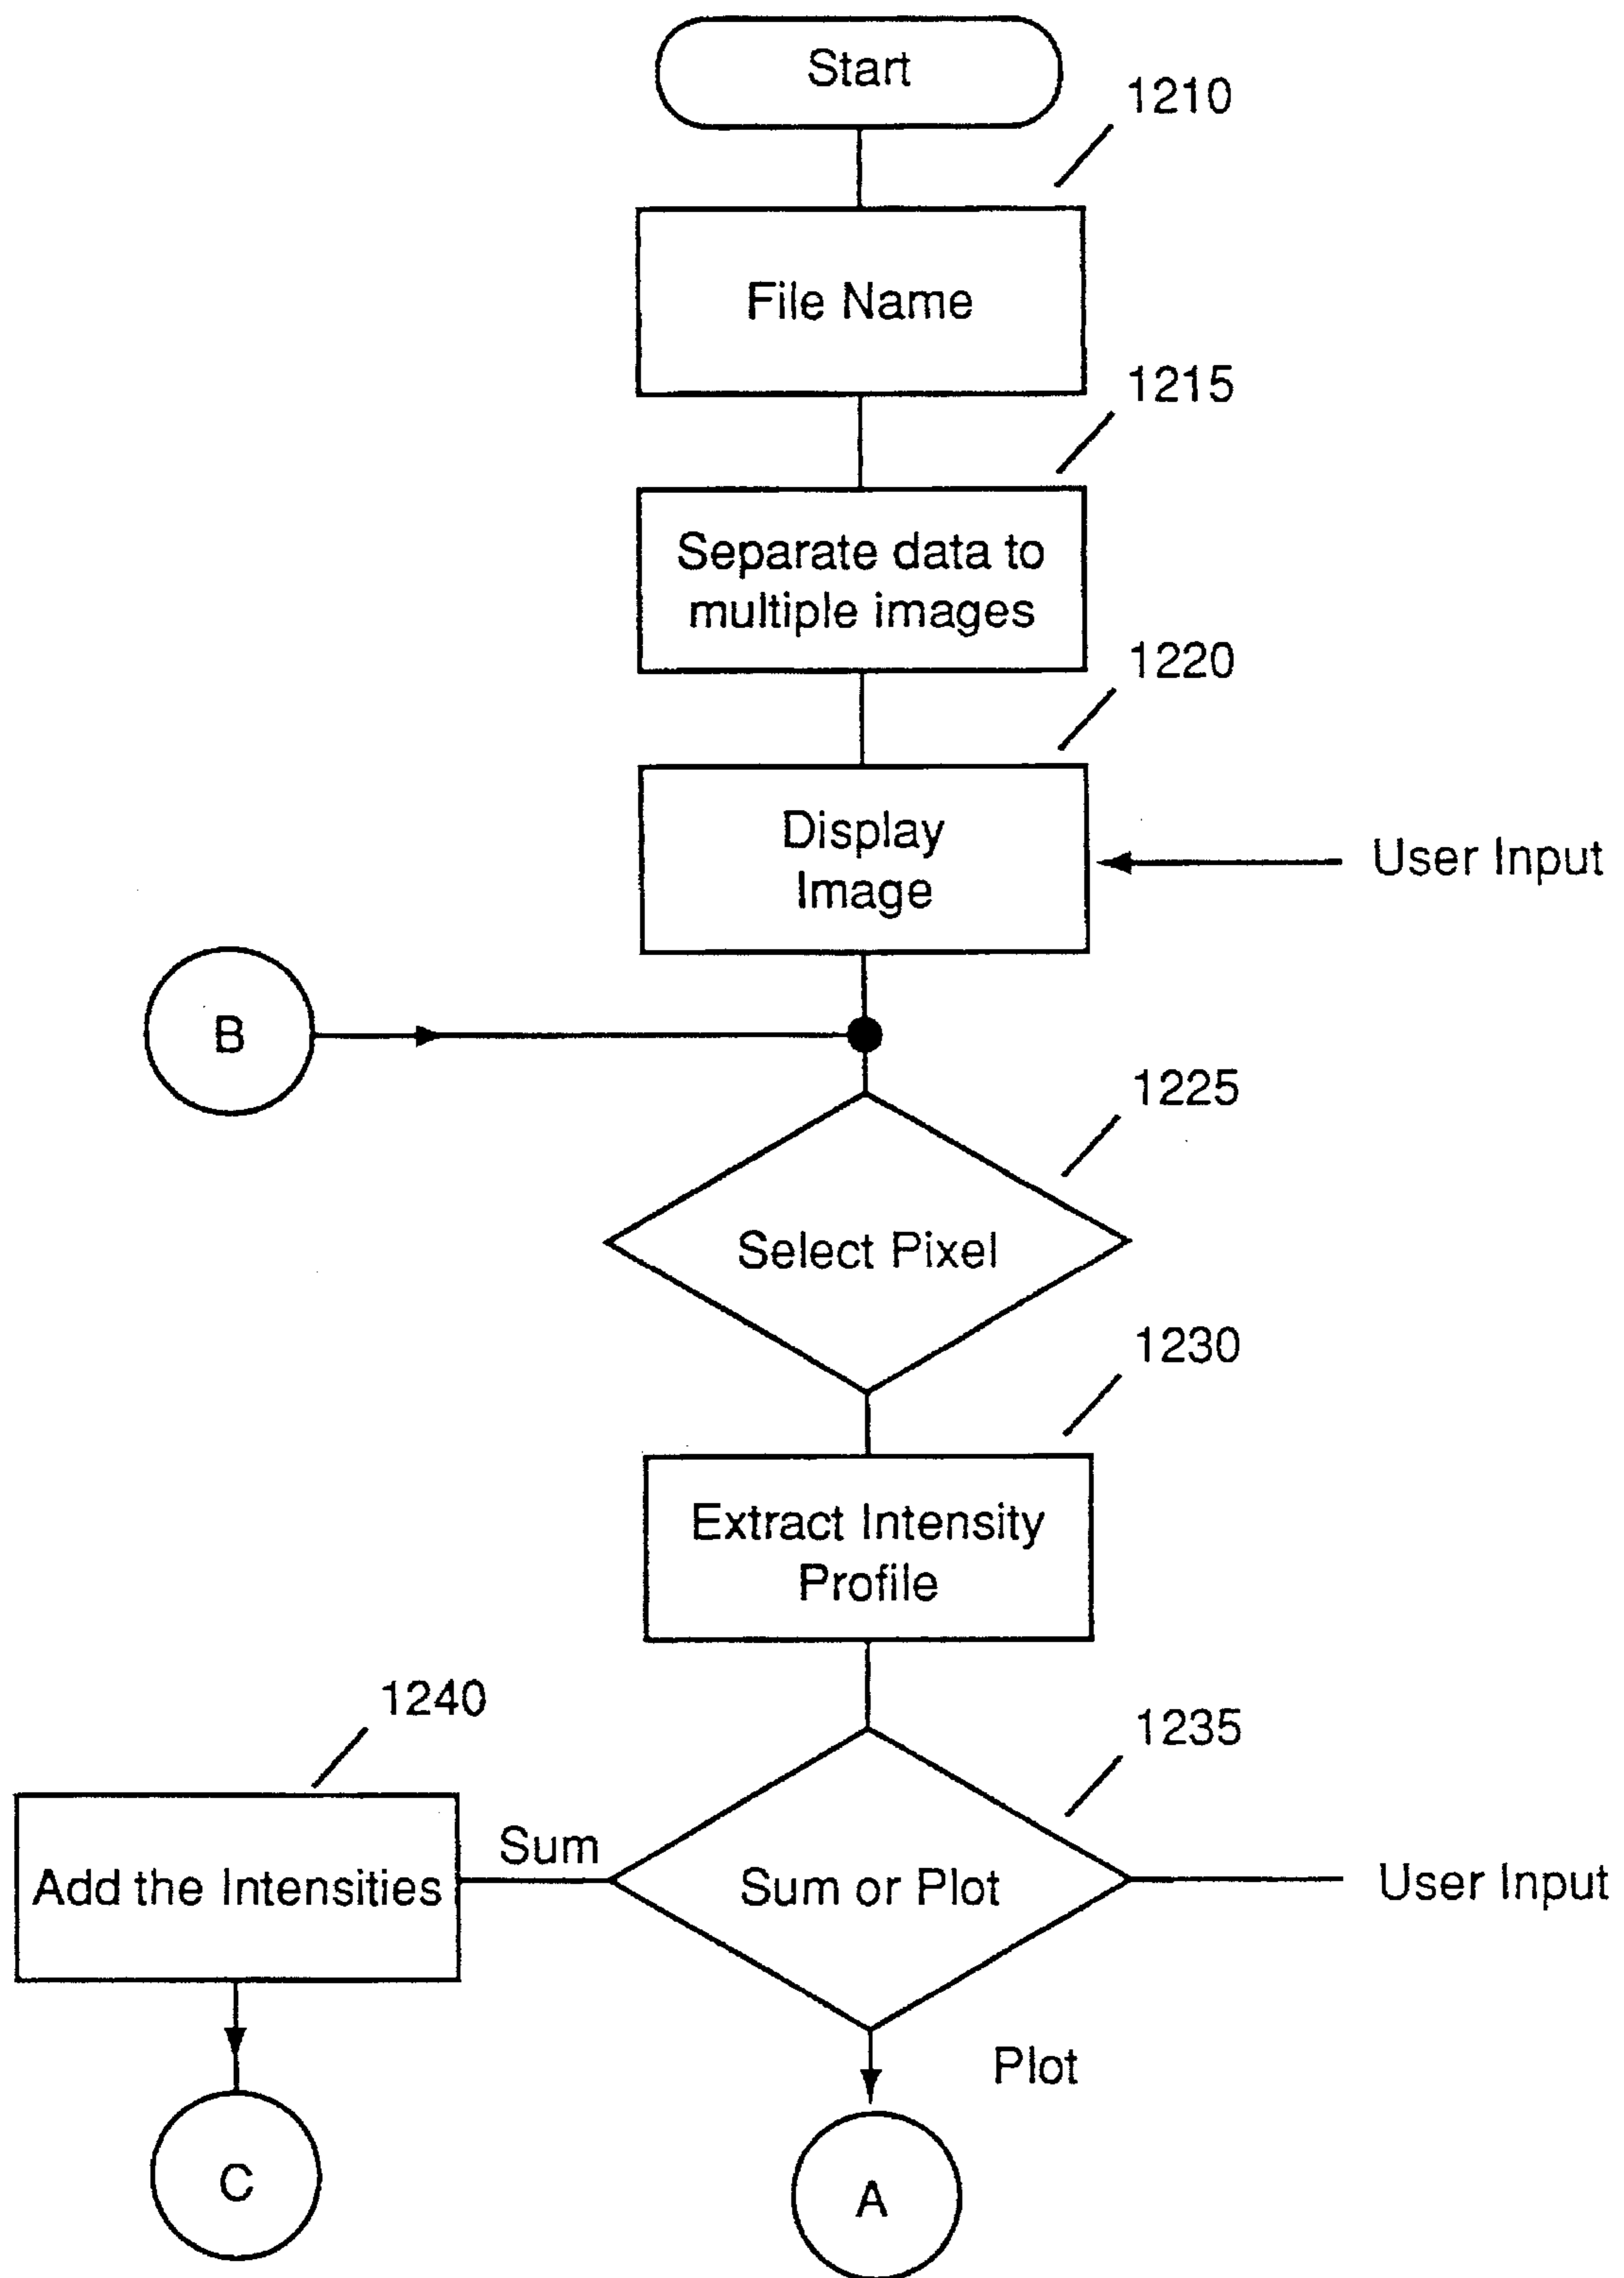 Start
1210
File Name
1215
Separate data to
multiple images
1220
Display
Image
User Input
B
1225
Select Pixel
1230
Extract Intensity
Profile
1240
1235
Add the Intensities
Sum
Sum or Plot
User Input
Plot
C
A